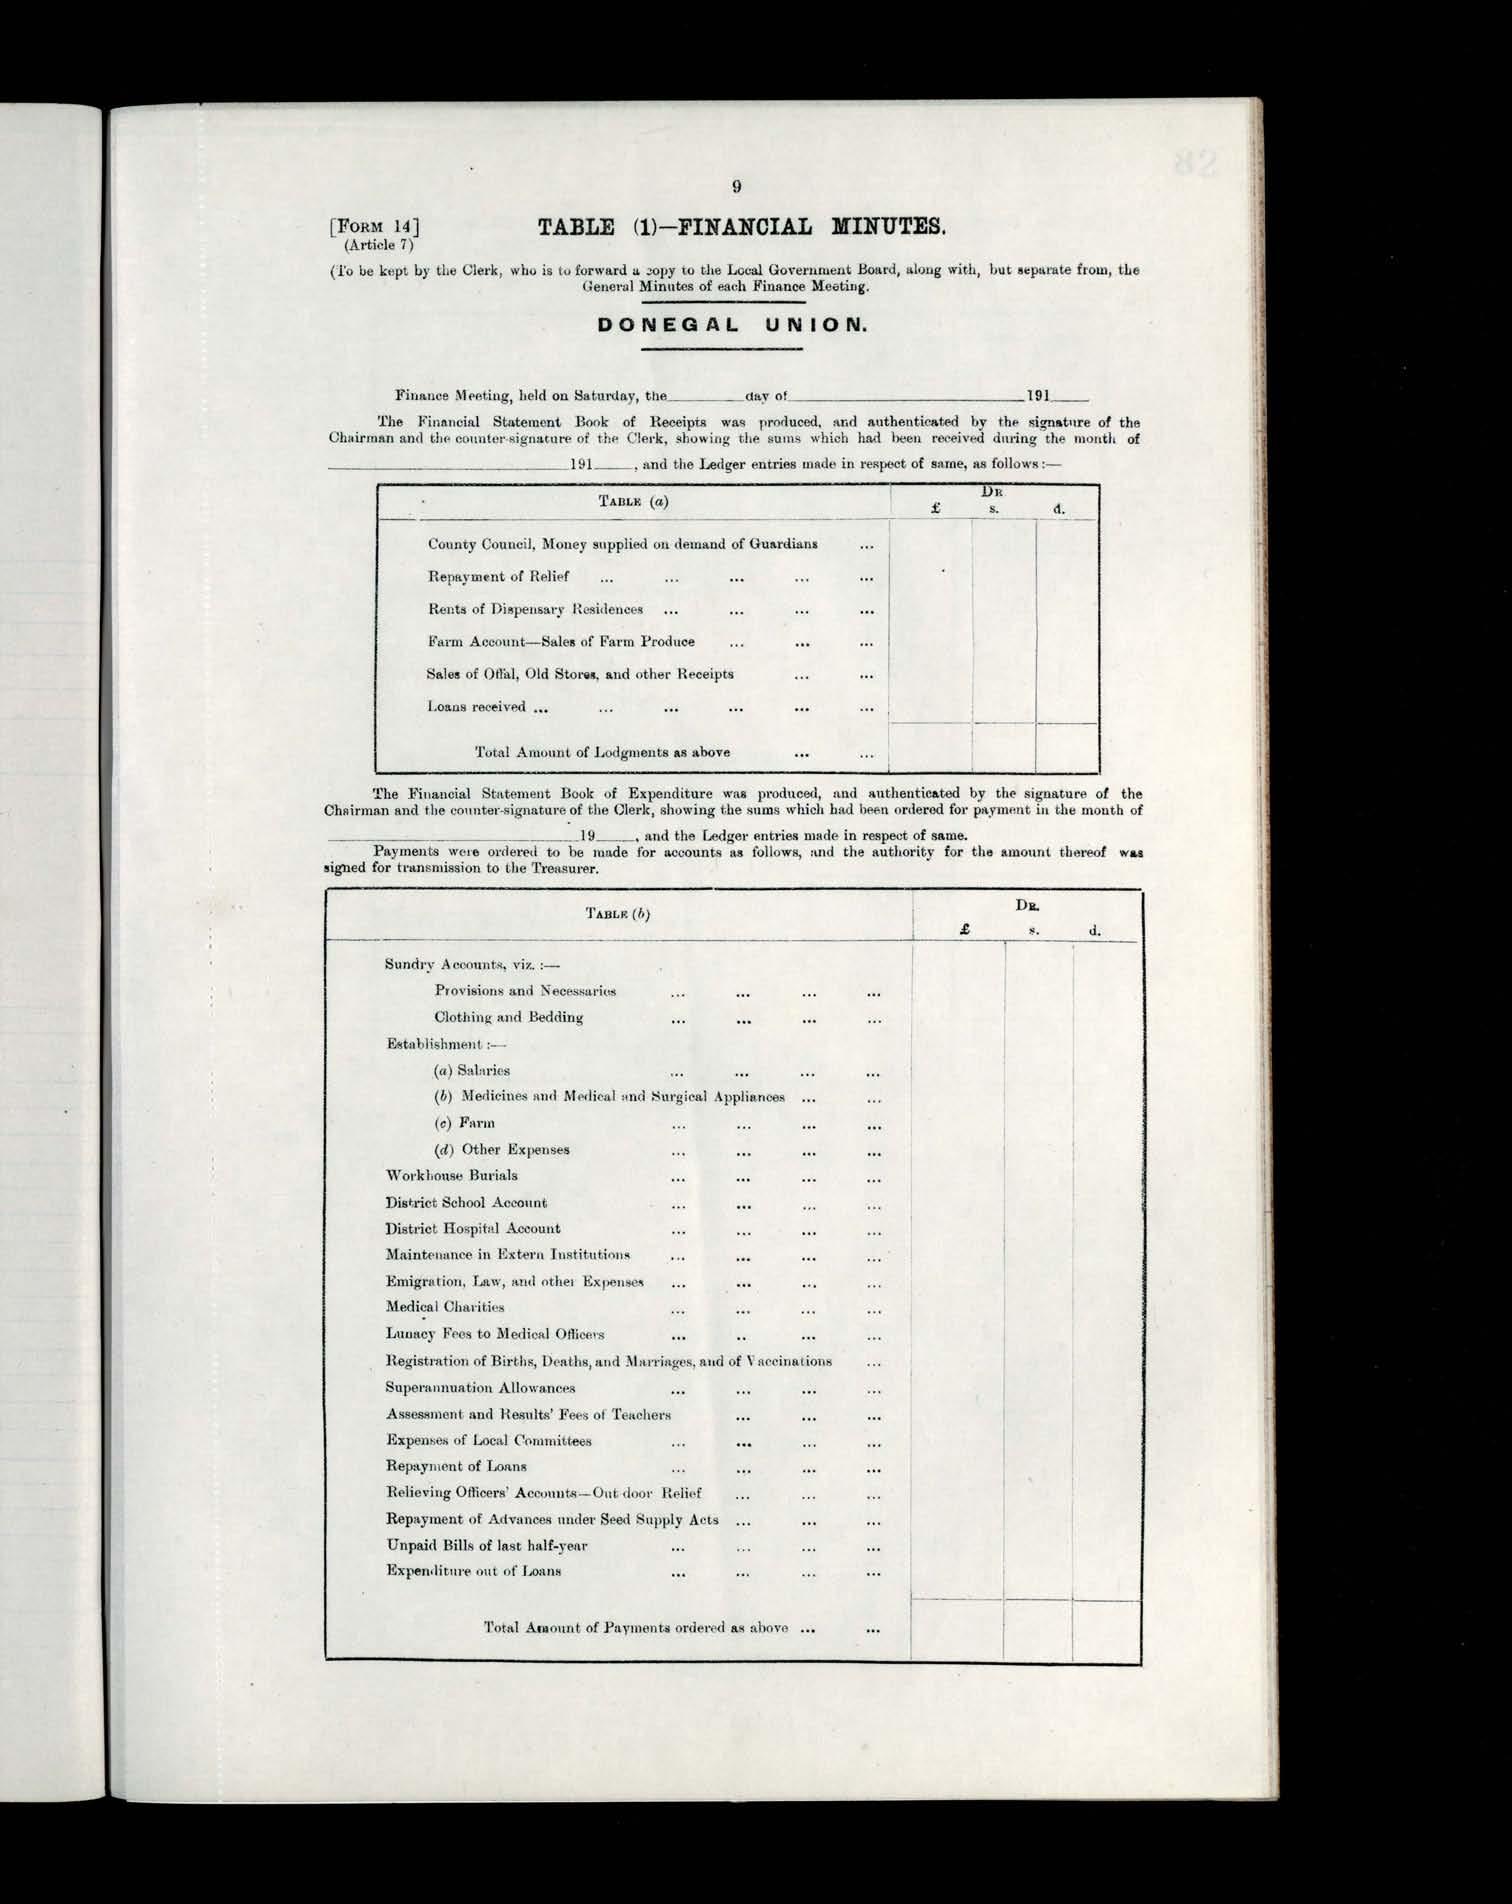 82
9
[FORM 14] TABLE (1)—FINANCIAL MINUTES.
(Article 7)
(To be kept by the Clerk, who is to forward a copy to the Local Government Board, along with, but separate from, the
General Minutes of each Finance Meeting.
DONEGAL UNION.
Finance Meeting, held on Saturday, the________day of________________________191____
The Financial Statement Book of Receipts was produced, and authenticated by the signature of the
Chairman and the counter-signature of the Clerk, showing the sums which had been received during the month of
________________________191____, and the Ledger entries made in respect of same, as follows:—
TABLE (a) DR
£ s. d.
County Council, Money supplied on demand of Guardians ...
Repayment of Relief ... ... ... ... ...
Rents of Dispensary Residences ... ... ... ...
Farm Account—Sales of Farm Produce ... ... ...
Sales of Offal, Old Stores, and other Receipts ... ...
Loans received ... ... ... ... ... ...
Total Amount of Lodgments as above ... ...
The Financial Statement Book of Expenditure was produced, and authenticated by the signature of the
Chairman and the counter-signature of the Clerk, showing the sums which had been ordered for payment in the month of
________________________19____, and the Ledger entries made in respect of same.
Payments were ordered to be made for accounts as follows, and the authority for the amount thereof was
signed for transmission to the Treasurer.
TABLE (b) DR.
£ s. d.
Sundry Accounts, viz. :—
Provisions and Necessaries ... ... ... ...
Clothing and Bedding ... ... ... ...
Establishment :—
(a) Salaries ... ... ... ...
(b) Medicines and Medical and Surgical Appliances ... ...
(c) Farm ... ... ... ...
(d) Other Expenses ... ... ... ...
Workhouse Burials ... ... ... ...
District School Account ... ... ... ...
District Hospital Account ... ... ... ...
Maintenance in Extern Institutions ... ... ... ...
Emigration, Law, and other Expenses ... ... ... ...
Medical Charities ... ... ... ...
Lunacy Fees to Medical Officers ... .. ... ...
Registration of Births, Deaths, and Marriages, and of Vaccinations ...
Superannuation Allowances ... ... ... ...
Assessment and Results' Fees of Teachers ... ... ...
Expenses of Local Committees ... ... ... ...
Repayment of Loans ... ... ... ...
Relieving Officers' Accounts—Out door Relief ... ... ...
Repayment of Advances under Seed Supply Acts ... ... ...
Unpaid Bills of last half-year ... ... ... ...
Expenditure out of Loans ... ... ... ...
Total Amount of Payments ordered as above ... ...